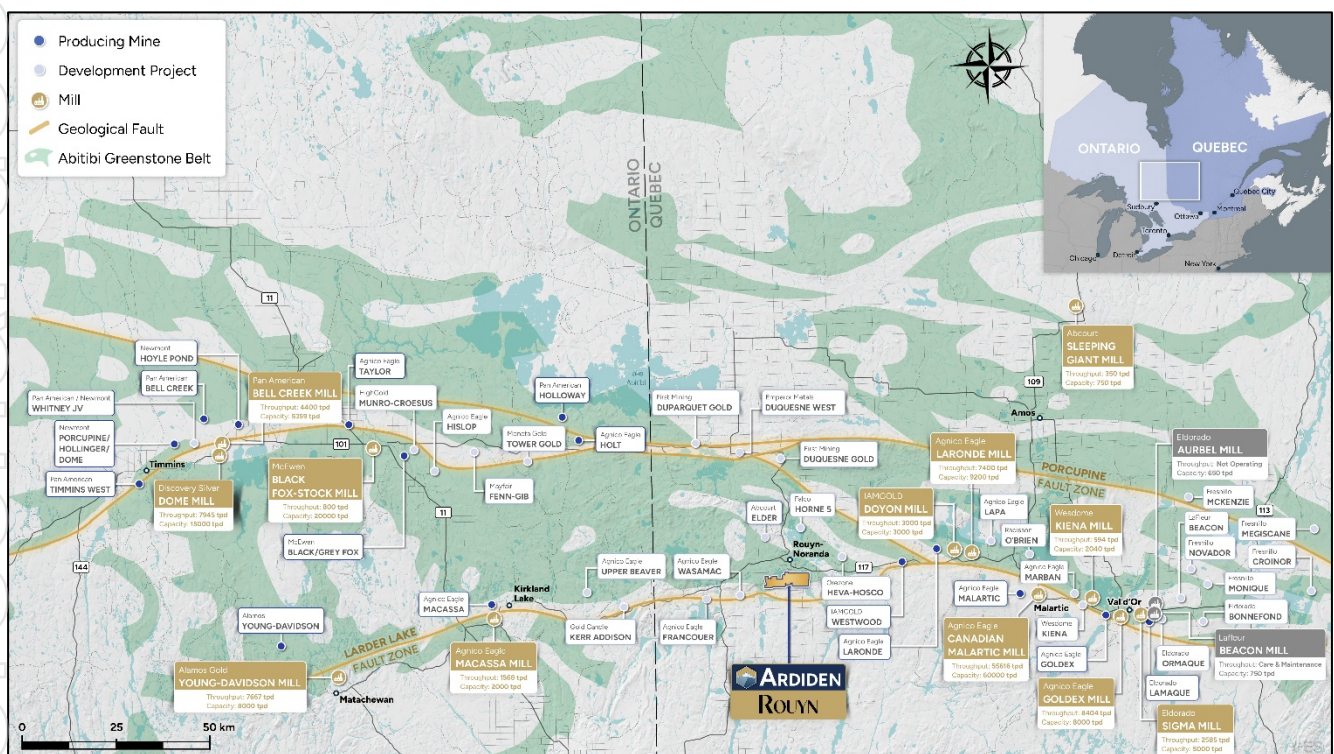 Producing Mine
Development Project
Mill
Geological Fault
Abitibi Greenstone Belt
ONTARIO
QUEBEC
ONTARIO
QUEBEC
Quebec City
Sudbury
Ottawa
Montreal
Toronto
Chicago
Detroit
New York
11
Abcourt
SLEEPING
GIANT MILL
Throughput: 350 tpd
Capacity: 750 tpd
109
Amos
Newmont
HOYLE POND
Pan American
BELL CREEK
Pan American / Newmont
WHITNEY JV
Newmont
PORCUPINE/
HOLLINGER/
DOME
Pan American
TIMMINS WEST
Timmins
Pan American
BELL CREEK MILL
Throughput: 4400 tpd
Agnico Eagle
TAYLOR
HighGold
MUNRO-CROESUS
Agnico Eagle
HISLOP
101
Discovery Silver
DOME MILL
Throughput: 7945 tpd
McEwen
BLACK
FOX-STOCK MILL
Throughput: 800 tpd
Capacity: 20000 tpd
McEwen
BLACK/GREY FOX
11
Moneta Gold
TOWER GOLD
Mayfair
FENN-GIB
Pan American
HOLLOWAY
Agnico Eagle
HOLT
First Mining
DUPARQUET GOLD
Emperor Metals
DUQUESNE WEST
First Mining
DUQUESNE GOLD
Agnico Eagle
LARONDE MILL
Throughput: 7400 tpd
Capacity: 9200 tpd
PORCUPINE
FAULT ZONE
Eldorado
AURBEL MILL
Throughput: Not Operating
Capacity: 650 tpd
Fresnillo
MCKENZIE
113
Fresnillo
MEGISCANE
Fresnillo
CROINOR
LaFleur
BEACON
Fresnillo
NOVADOR
Fresnillo
MONIQUE
Eldorado
BONNEFOND
Abcourt
ELDER
Falco
HORNE 5
IAMGOLD
DOYON MILL
Throughput: 3000 tpd
Capacity: 3000 tpd
Agnico Eagle
LAPA
Radisson
O'BRIEN
Wesdome
KIENA MILL
Throughput: 594 tpd
Capacity: 2040 tpd
Rouyn-
Noranda
117
144
Alamos
YOUNG-DAVIDSON
Alamos Gold
YOUNG-DAVIDSON MILL
Throughput: 7667 tpd
Capacity: 8000 tpd
LARDER LAKE
FAULT ZONE
Matachewan
Agnico Eagle
MACASSA
Kirkland
Lake
Agnico Eagle
MACASSA MILL
Capacity: 2000 tpd
Agnico Eagle
UPPER BEAVER
Gold Candle
KERR ADDISON
Agnico Eagle
WASAMAC
Agnico Eagle
FRANCOUER
HEVA-HOSCO
IAMGOLD
WESTWOOD
Agnico Eagle
LARONDE
Agnico Eagle
MALARTIC
Malartic
Agnico Eagle
MARBAN
Val d'Or
Wesdome
KIENA
Agnico Eagle
GOLDEX
Agnico Eagle
CANADIAN
MALARTIC MILL
Throughput: 55616 tpd
Capacity: 60000 tpd
Agnico Eagle
GOLDEX MILL
Throughput: 8404 tpd
Capacity: 8000 tpd
Eldorado
ORMAQUE
Eldorado
LAMAQUE
Eldorado
SIGMA MILL
Throughput: 2585 tpd
Capacity: 5000 tpd
Lafleur
BEACON MILL
Throughput: Care & Maintenance
Capacity: 750 tpd
ARDIDEN
ROUYN
0
25
50 km